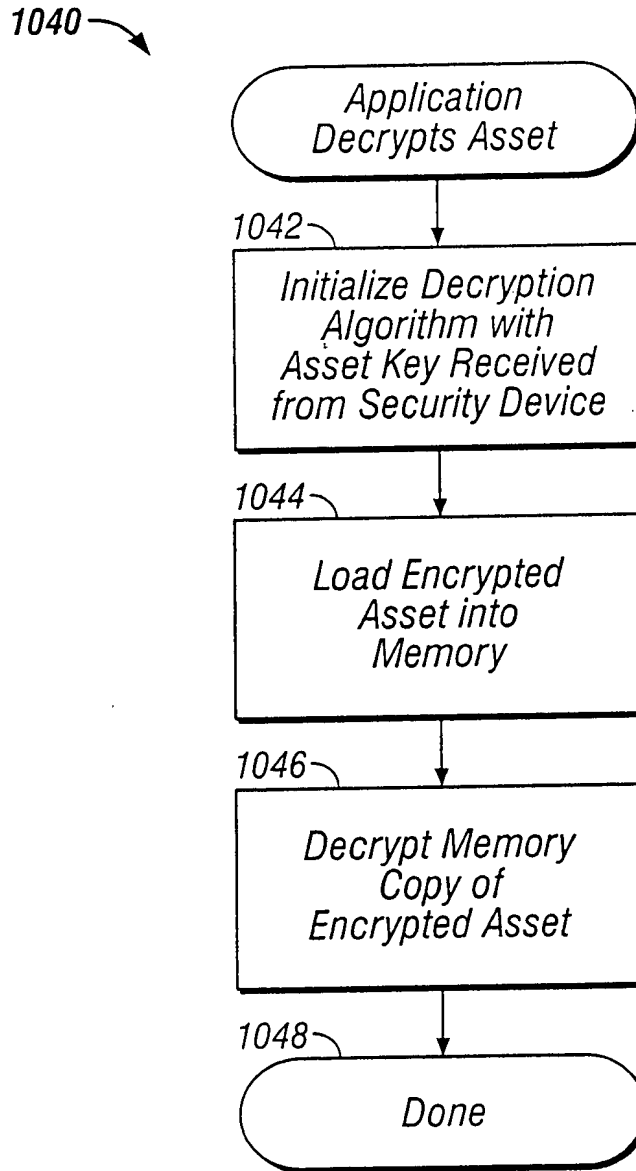 1040
Application
Decrypts Asset
1042
Initialize Decryption
Algorithm with
Asset Key Received
from Security Device
1044
Load Encrypted
Asset into
Memory
1046
Decrypt Memory
Copy of
Encrypted Asset
1048
Done